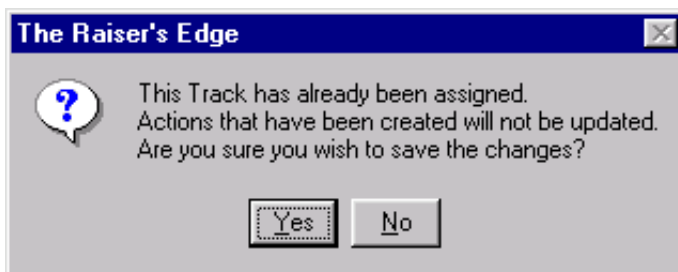 The Raiser's Edge
?
This Track has already been assigned.
Actions that have been created will not be updated.
Are you sure you wish to save the changes?
Yes No